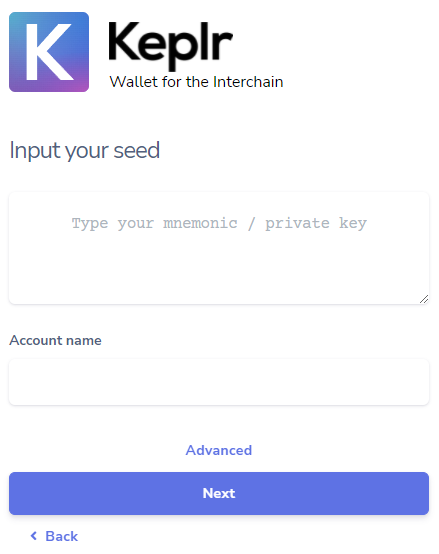 K Keplr
Wallet for the Interchain
Input your seed
Type your mnemonic / private key
Account name
Advanced
Next
Back